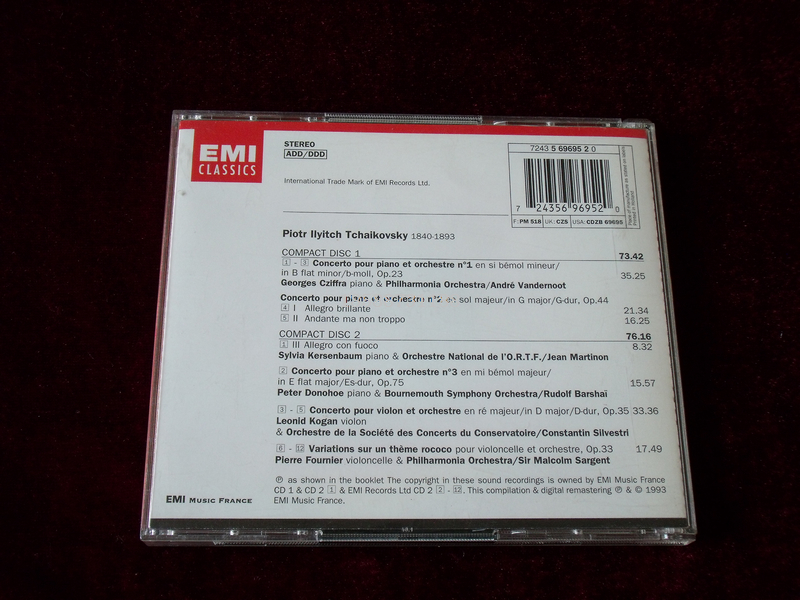 EMI
CLASSICS
STEREO
ADD/DDD
International Trade Mark of EMI Records Ltd.
7243 5 69695 2 0
7 24356 96952 0
F: PM 518 UK: CZS USA: CDZB 69695
Piotr Ilyitch Tchaikovsky 1840-1893
COMPACT DISC 1 73.42
1 - 3 Concerto pour piano et orchestre n°1 en si bémol mineur/
in B flat minor/b-moll, Op.23 35.25
Georges Cziffra piano & Philharmonia Orchestra/André Vandernoot
Concerto pour piano et orchestre n°2 en sol majeur/in G major/G-dur, Op.44
4 I Allegro brillante 21.34
5 II Andante ma non troppo 16.25
COMPACT DISC 2 76.16
1 III Allegro con fuoco 8.32
Sylvia Kersenbaum piano & Orchestre National de l'O.R.T.F./Jean Martinon
2 Concerto pour piano et orchestre n°3 en mi bémol majeur/
in E flat major/Es-dur, Op.75 15.57
Peter Donohoe piano & Bournemouth Symphony Orchestra/Rudolf Barshaï
3 - 5 Concerto pour violon et orchestre en ré majeur/in D major/D-dur, Op.35 33.36
Leonid Kogan violon
& Orchestre de la Société des Concerts du Conservatoire/Constantin Silvestri
6 - 12 Variations sur un thème rococo pour violoncelle et orchestre, Op.33 17.49
Pierre Fournier violoncelle & Philharmonia Orchestra/Sir Malcolm Sargent
℗ as shown in the booklet The copyright in these sound recordings is owned by EMI Music France
CD 1 & CD 2 1 & EMI Records Ltd CD 2 2 - 12. This compilation & digital remastering ℗ & © 1993
EMI Music France.
EMI MUSIC FRANCE